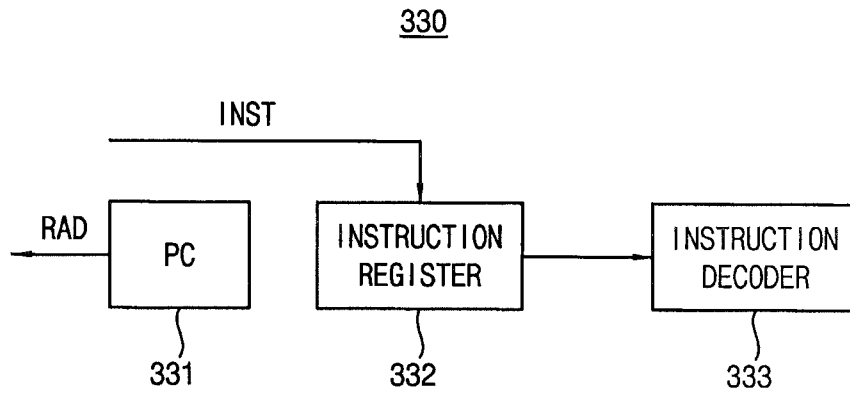 330
INST
RAD
PC
INSTRUCTION
REGISTER
INSTRUCTION
DECODER
331
332
333